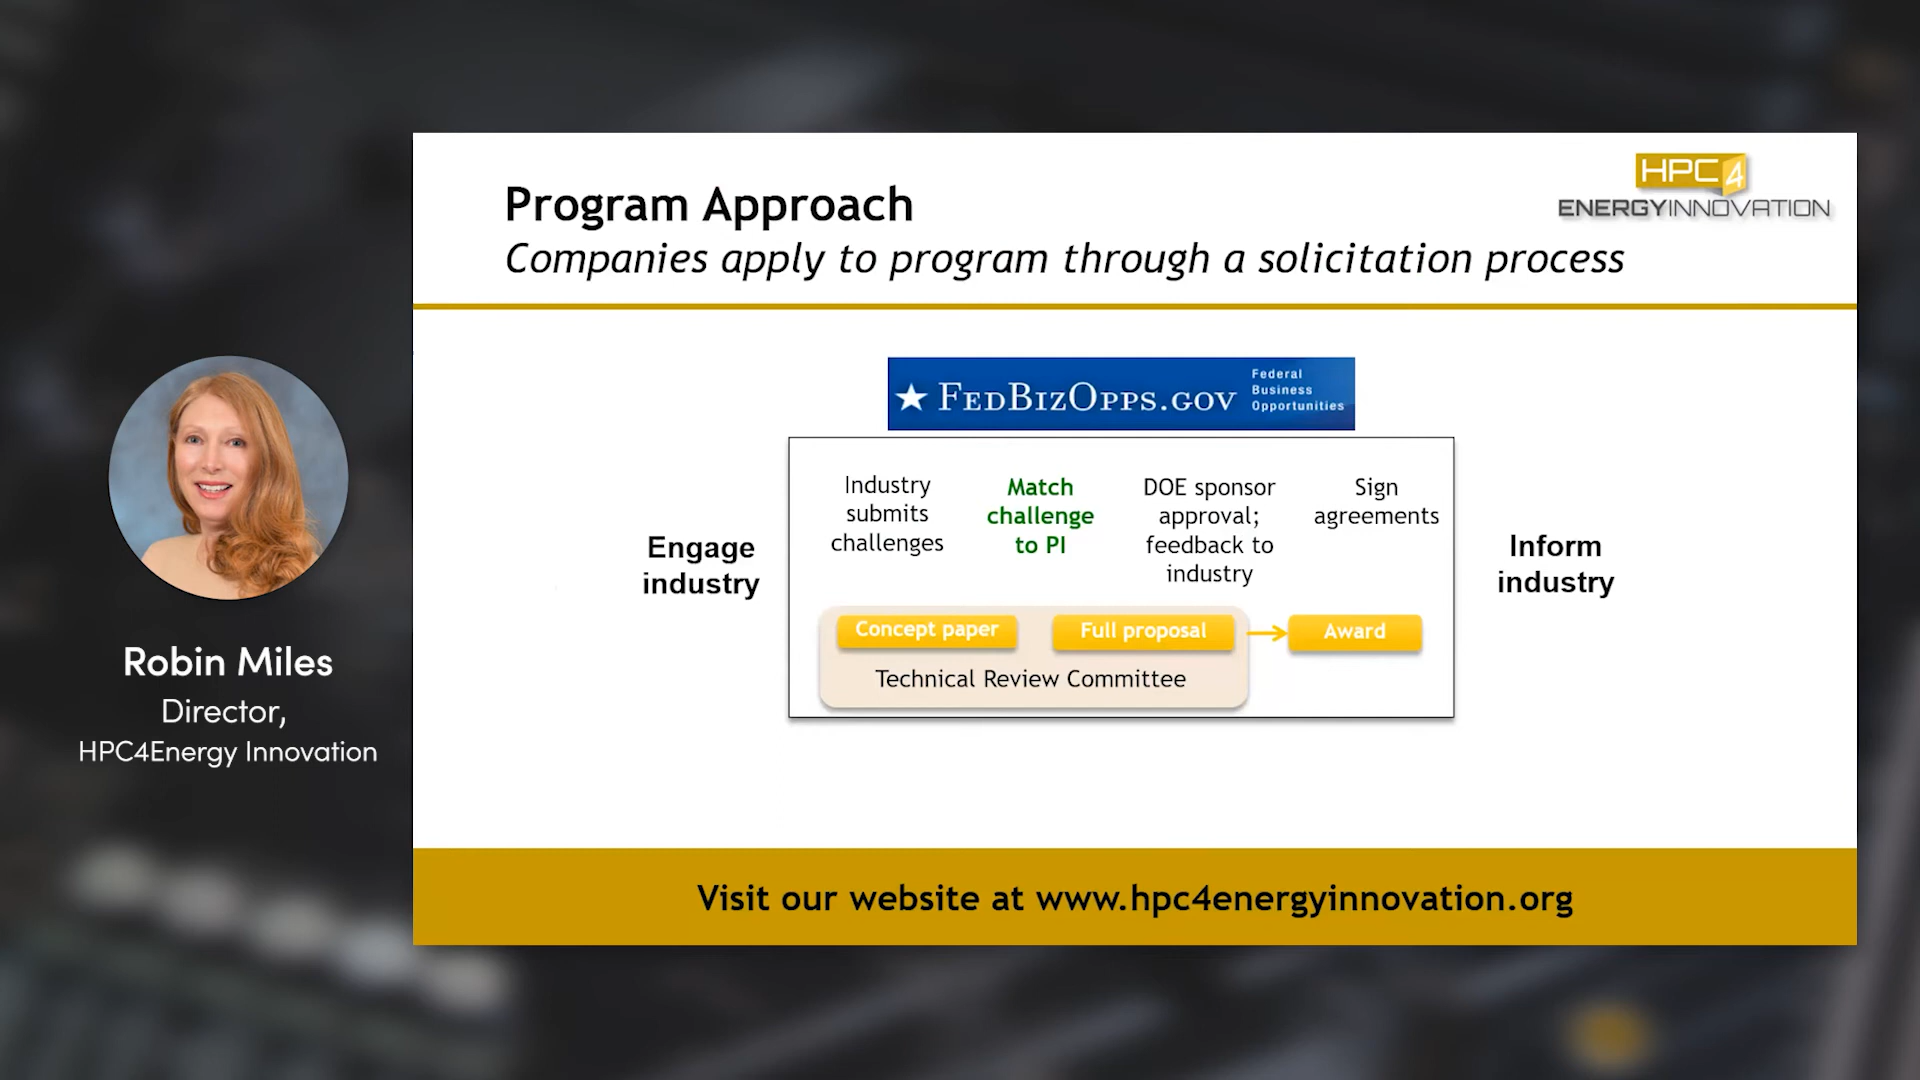 HPC4
ENERGYINNOVATION
Program Approach
Companies apply to program through a solicitation process
FEDBIZOPPS.GOV
Federal
Business
Opportunities
Engage
industry
Industry
submits
challenges
Match
challenge
to PI
DOE sponsor
approval;
feedback to
industry
Sign
agreements
Inform
industry
Concept paper
Full proposal
Award
Technical Review Committee
Robin Miles
Director,
HPC4Energy Innovation
Visit our website at www.hpc4energyinnovation.org